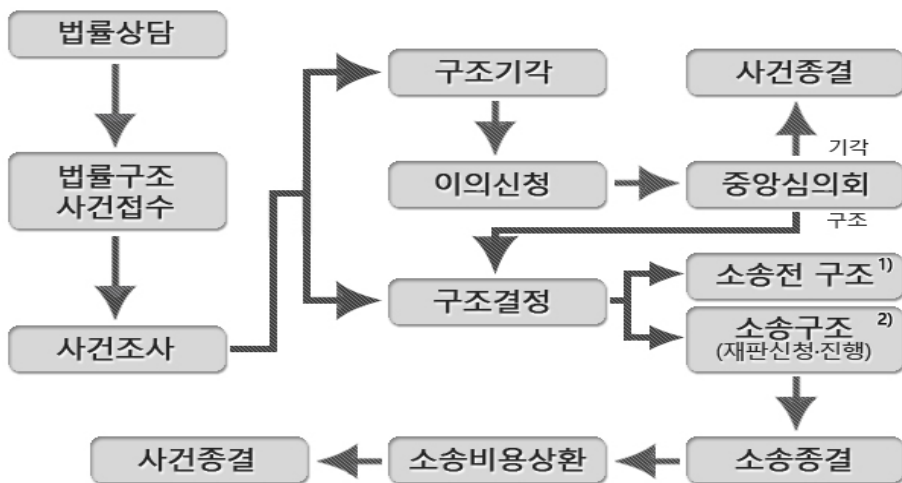 법률상담
구조기각
사건종결
법률구조
사건접수
이의신청
기각
중앙심의회
구조
사건조사
구조결정
소송전 구조 1)
소송구조 2)
(재판신청·진행)
사건종결
소송비용상환
소송종결